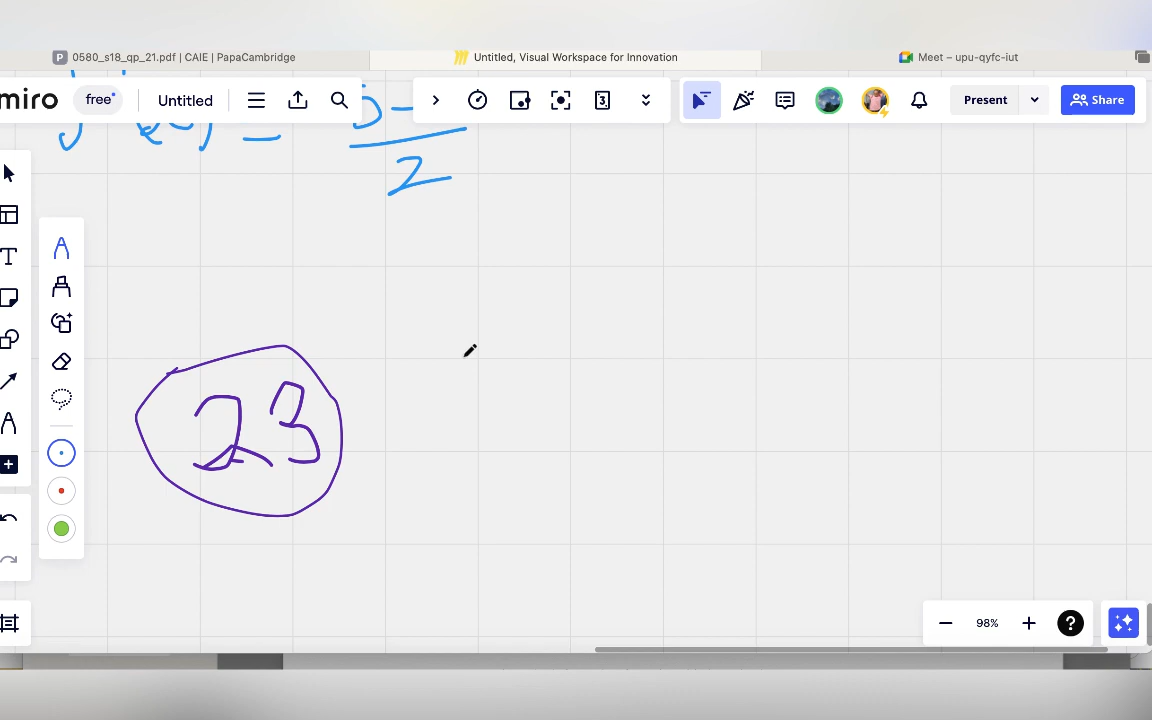 0580_s18_qp_21.pdf | CAIE | PapaCambridge
Untitled, Visual Workspace for Innovation
Meet – upu-qyfc-iut
miro
free
Untitled
Present
Share
2
23
98%